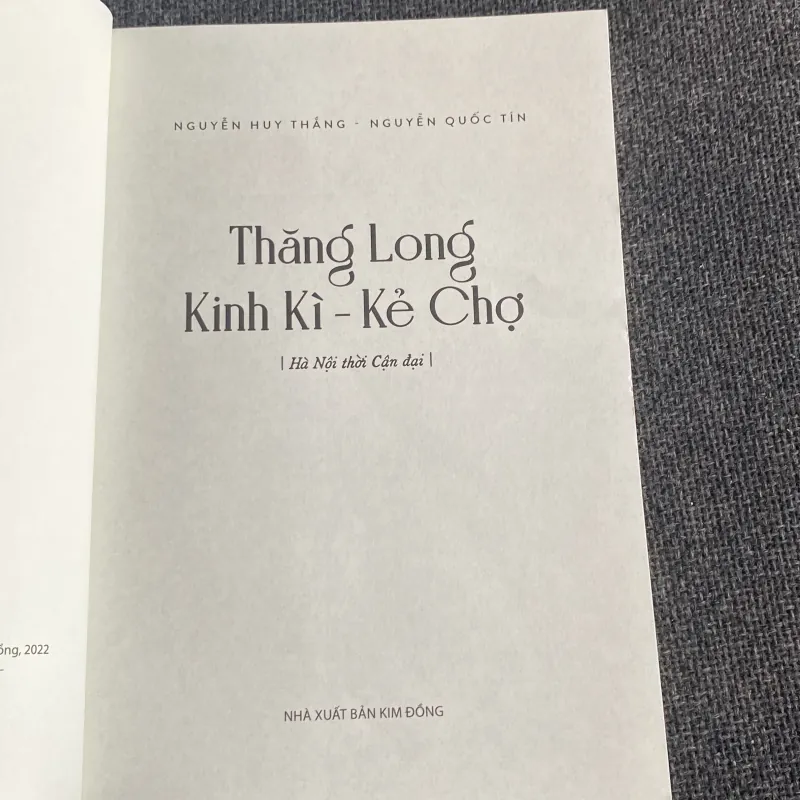 NGUYỄN HUY THẮNG - NGUYỄN QUỐC TÍN
Thăng Long
Kinh Kì – Kẻ Chợ
| Hà Nội thời Cận đại |
2022
NHÀ XUẤT BẢN KIM ĐỒNG